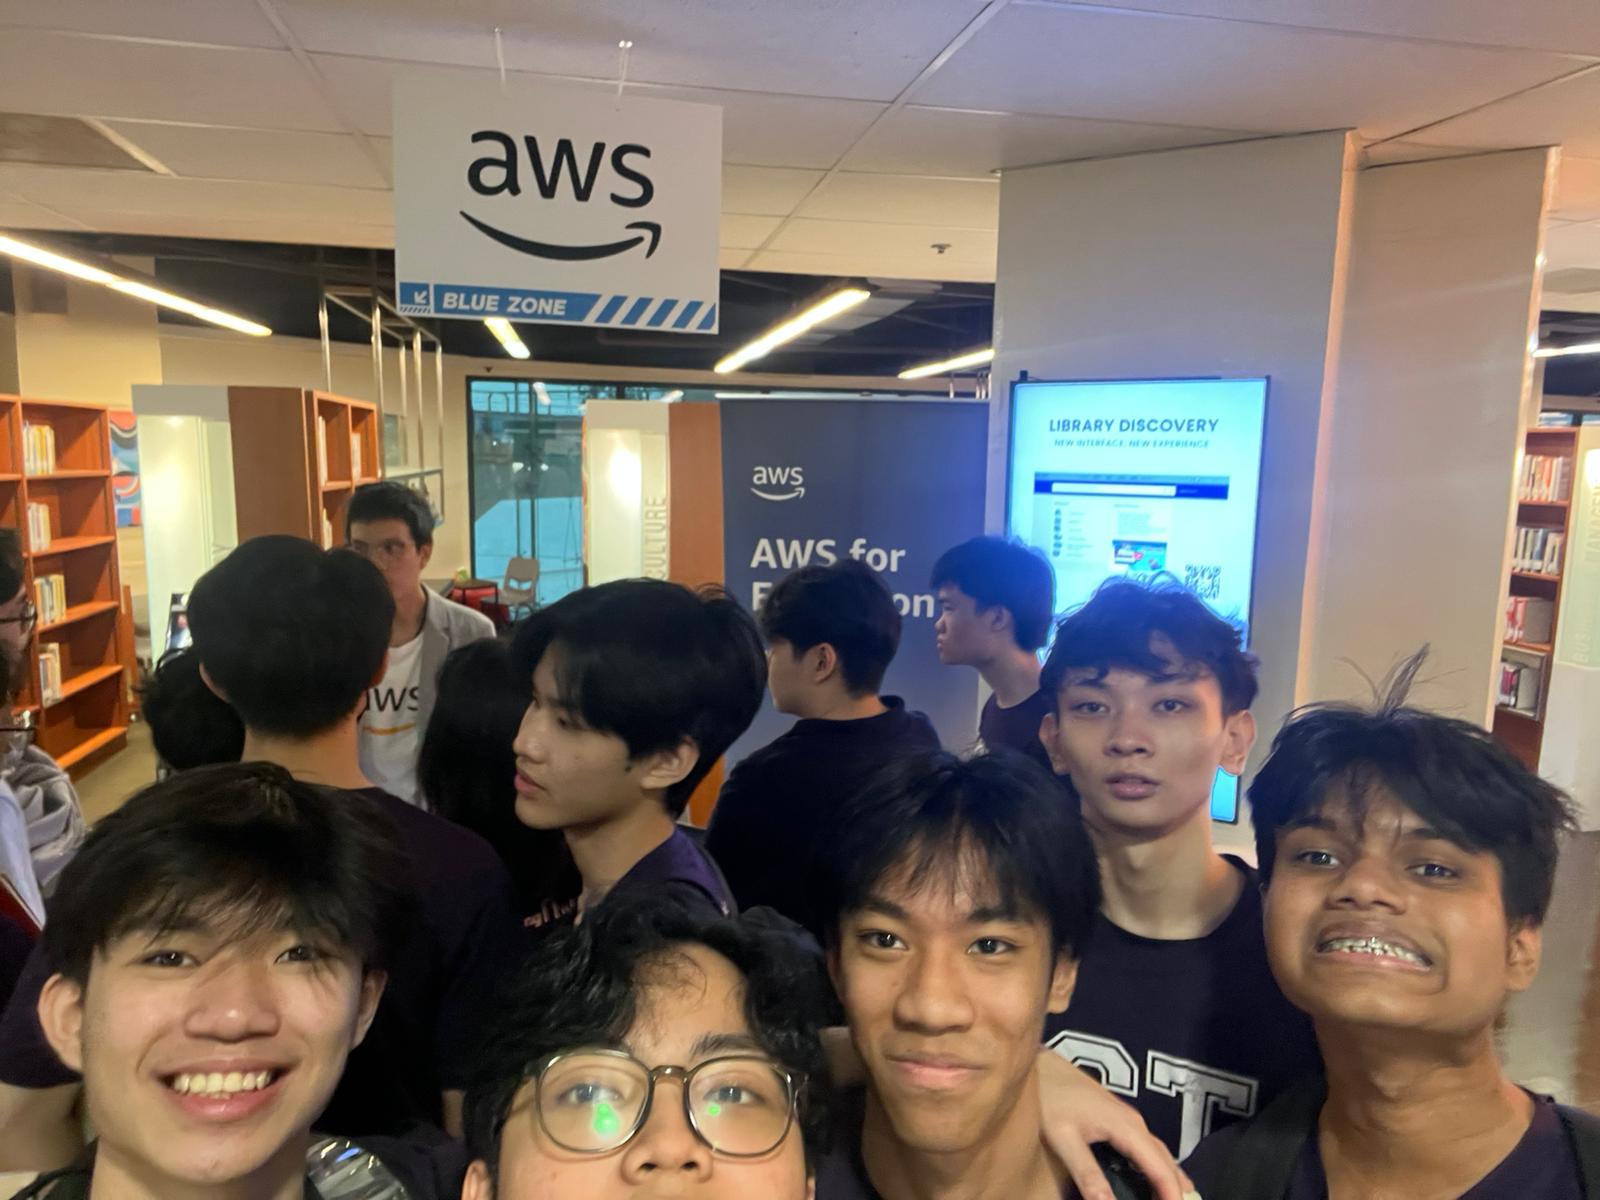 aws
BLUE ZONE
LIBRARY DISCOVERY
NEW INTERFACE, NEW EXPERIENCE
aws
AWS for
CULTURE
aws